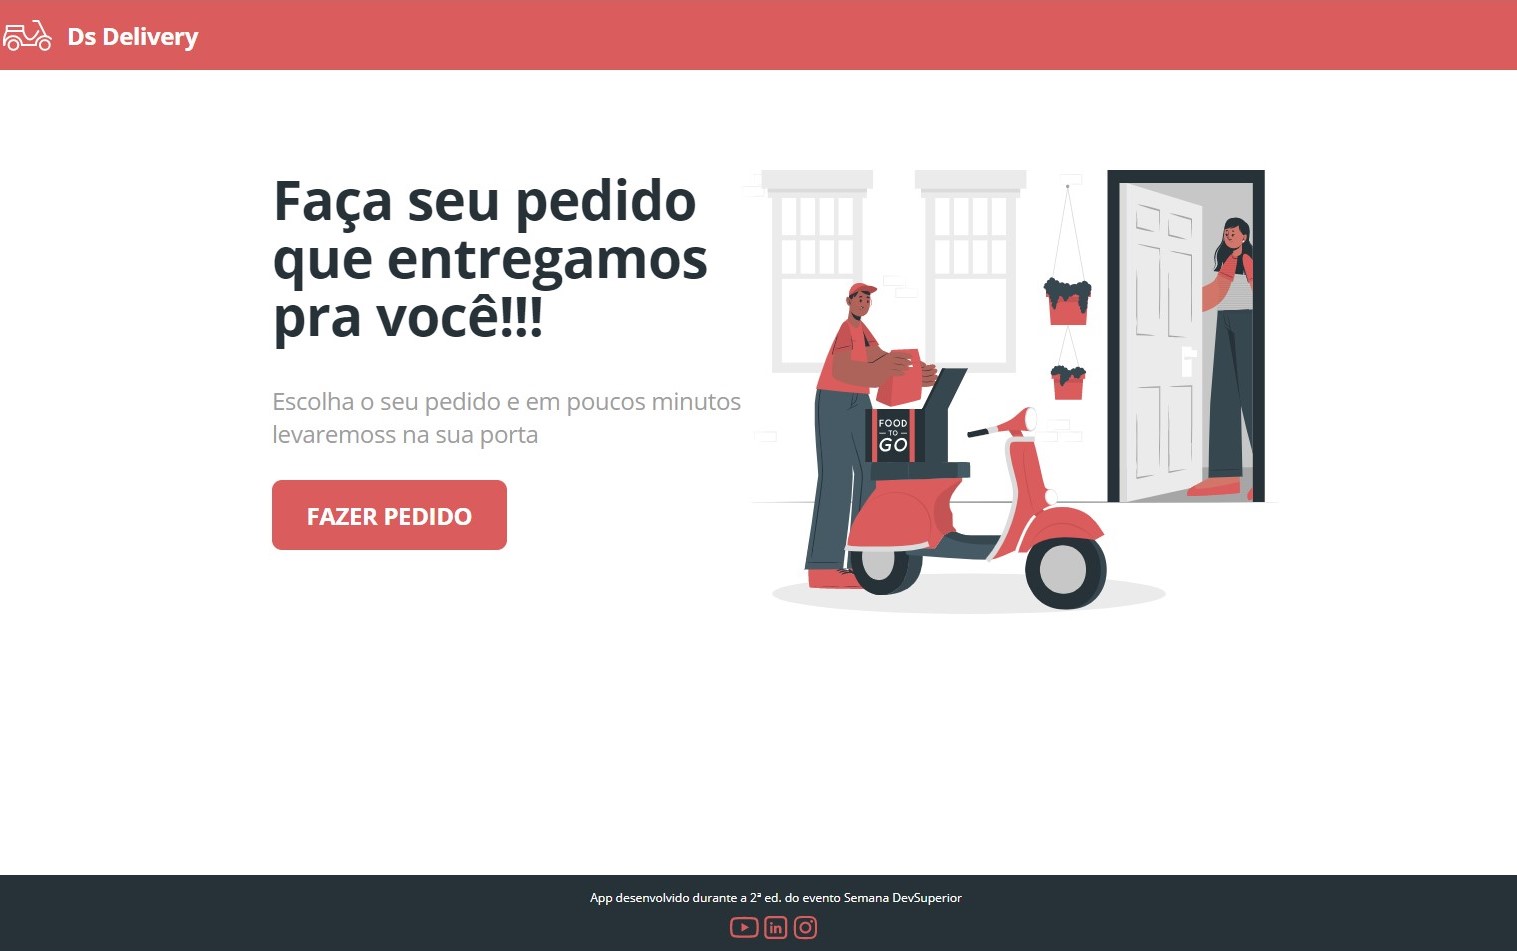 Ds Delivery
Faça seu pedido
que entregamos
pra você!!!
Escolha o seu pedido e em poucos minutos
levaremoss na sua porta
FAZER PEDIDO
FOOD
TO
GO
App desenvolvido durante a 2ª ed. do evento Semana DevSuperior
in